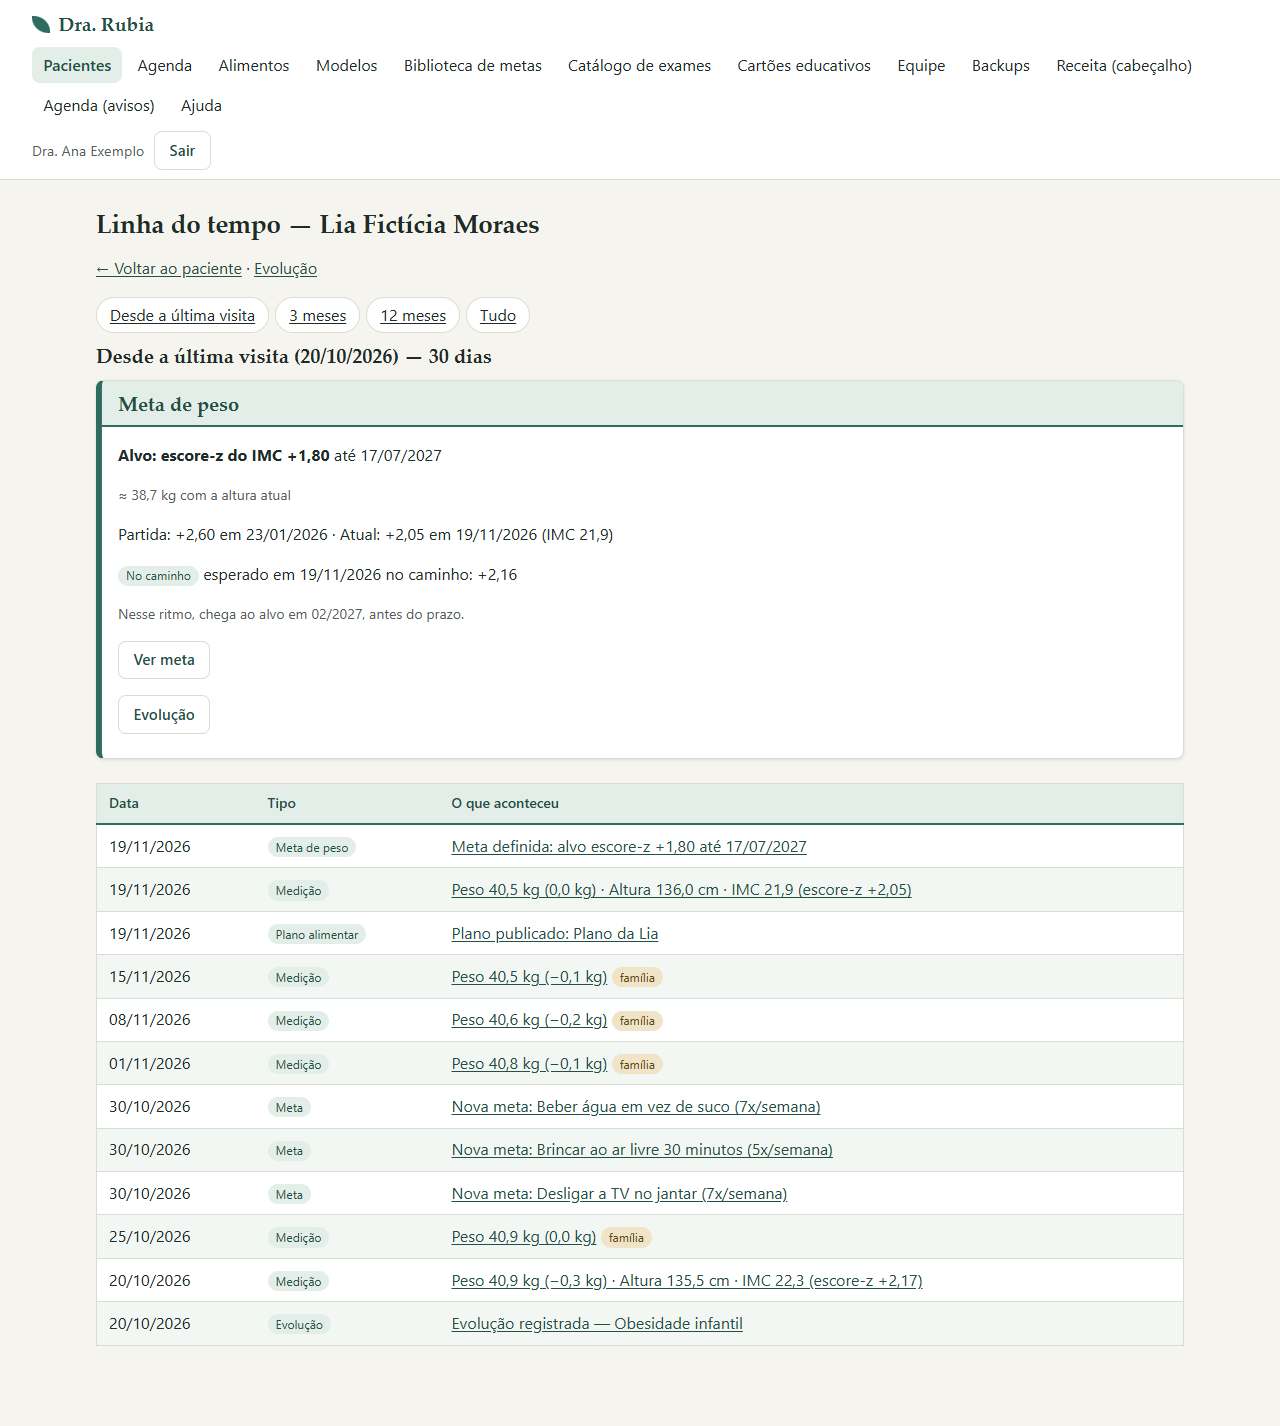 Dra. Rubia
Pacientes Agenda Alimentos Modelos Biblioteca de metas Catálogo de exames Cartões educativos Equipe Backups Receita (cabeçalho)
Agenda (avisos) Ajuda
Dra. Ana Exemplo Sair
Linha do tempo — Lia Fictícia Moraes
← Voltar ao paciente · Evolução
Desde a última visita 3 meses 12 meses Tudo
Desde a última visita (20/10/2026) — 30 dias
Meta de peso
Alvo: escore-z do IMC +1,80 até 17/07/2027
≈ 38,7 kg com a altura atual
Partida: +2,60 em 23/01/2026 · Atual: +2,05 em 19/11/2026 (IMC 21,9)
No caminho esperado em 19/11/2026 no caminho: +2,16
Nesse ritmo, chega ao alvo em 02/2027, antes do prazo.
Ver meta
Evolução
Data Tipo O que aconteceu
19/11/2026 Meta de peso Meta definida: alvo escore-z +1,80 até 17/07/2027
19/11/2026 Medição Peso 40,5 kg (0,0 kg) · Altura 136,0 cm · IMC 21,9 (escore-z +2,05)
19/11/2026 Plano alimentar Plano publicado: Plano da Lia
15/11/2026 Medição Peso 40,5 kg (−0,1 kg) família
08/11/2026 Medição Peso 40,6 kg (−0,2 kg) família
01/11/2026 Medição Peso 40,8 kg (−0,1 kg) família
30/10/2026 Meta Nova meta: Beber água em vez de suco (7x/semana)
30/10/2026 Meta Nova meta: Brincar ao ar livre 30 minutos (5x/semana)
30/10/2026 Meta Nova meta: Desligar a TV no jantar (7x/semana)
25/10/2026 Medição Peso 40,9 kg (0,0 kg) família
20/10/2026 Medição Peso 40,9 kg (−0,3 kg) · Altura 135,5 cm · IMC 22,3 (escore-z +2,17)
20/10/2026 Evolução Evolução registrada — Obesidade infantil